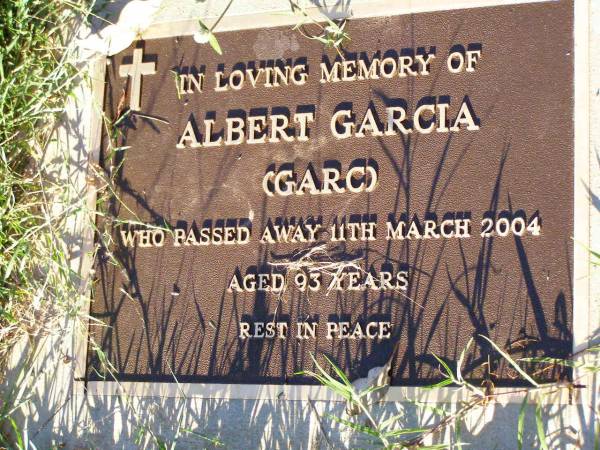 IN LOVING MEMORY OF
ALBERT GARCIA
(GARC)
WHO PASSED AWAY 11TH MARCH 2004
AGED 93 YEARS
REST IN PEACE